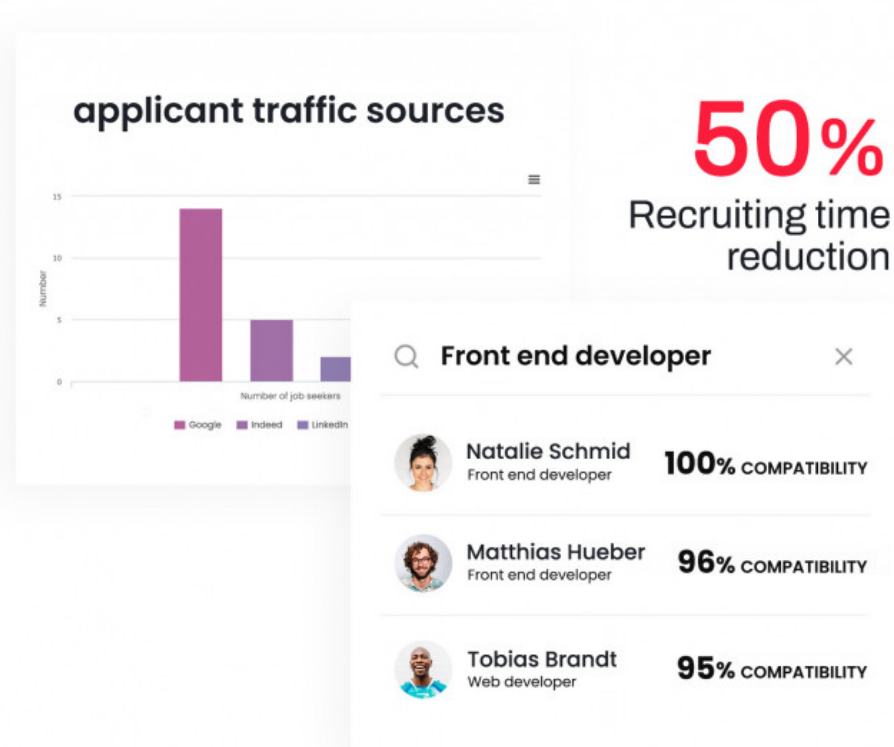 applicant traffic sources
15
10
5
0
Number
Number of job seekers
Google Indeed LinkedIn
50%
Recruiting time
reduction
Front end developer
Natalie Schmid
Front end developer
100% COMPATIBILITY
Matthias Hueber
Front end developer
96% COMPATIBILITY
Tobias Brandt
Web developer
95% COMPATIBILITY